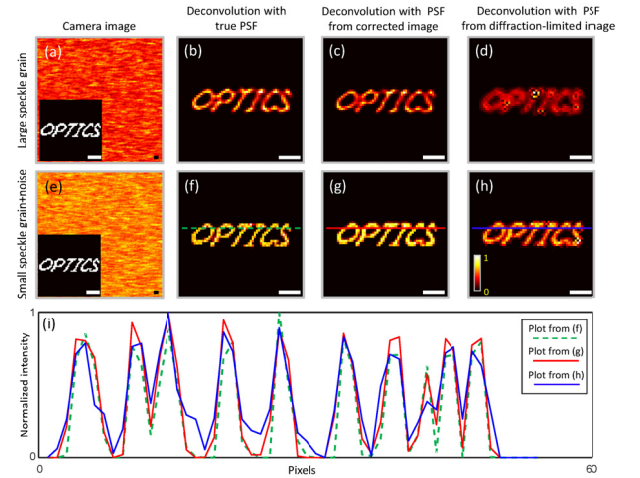 Camera image
Deconvolution with
true PSF
Deconvolution with PSF
from corrected image
Deconvolution with PSF
from diffraction-limited image
Large speckle grain
(a)
OPTICS
(b)
OPTICS
(c)
OPTICS
(d)
OPTICS
Small speckle grain+noise
(e)
OPTICS
(f)
OPTICS
(g)
OPTICS
(h)
OPTICS
1
0
(i)
1
Normalized intensity
0
Plot from (f)
Plot from (g)
Plot from (h)
0
Pixels
60